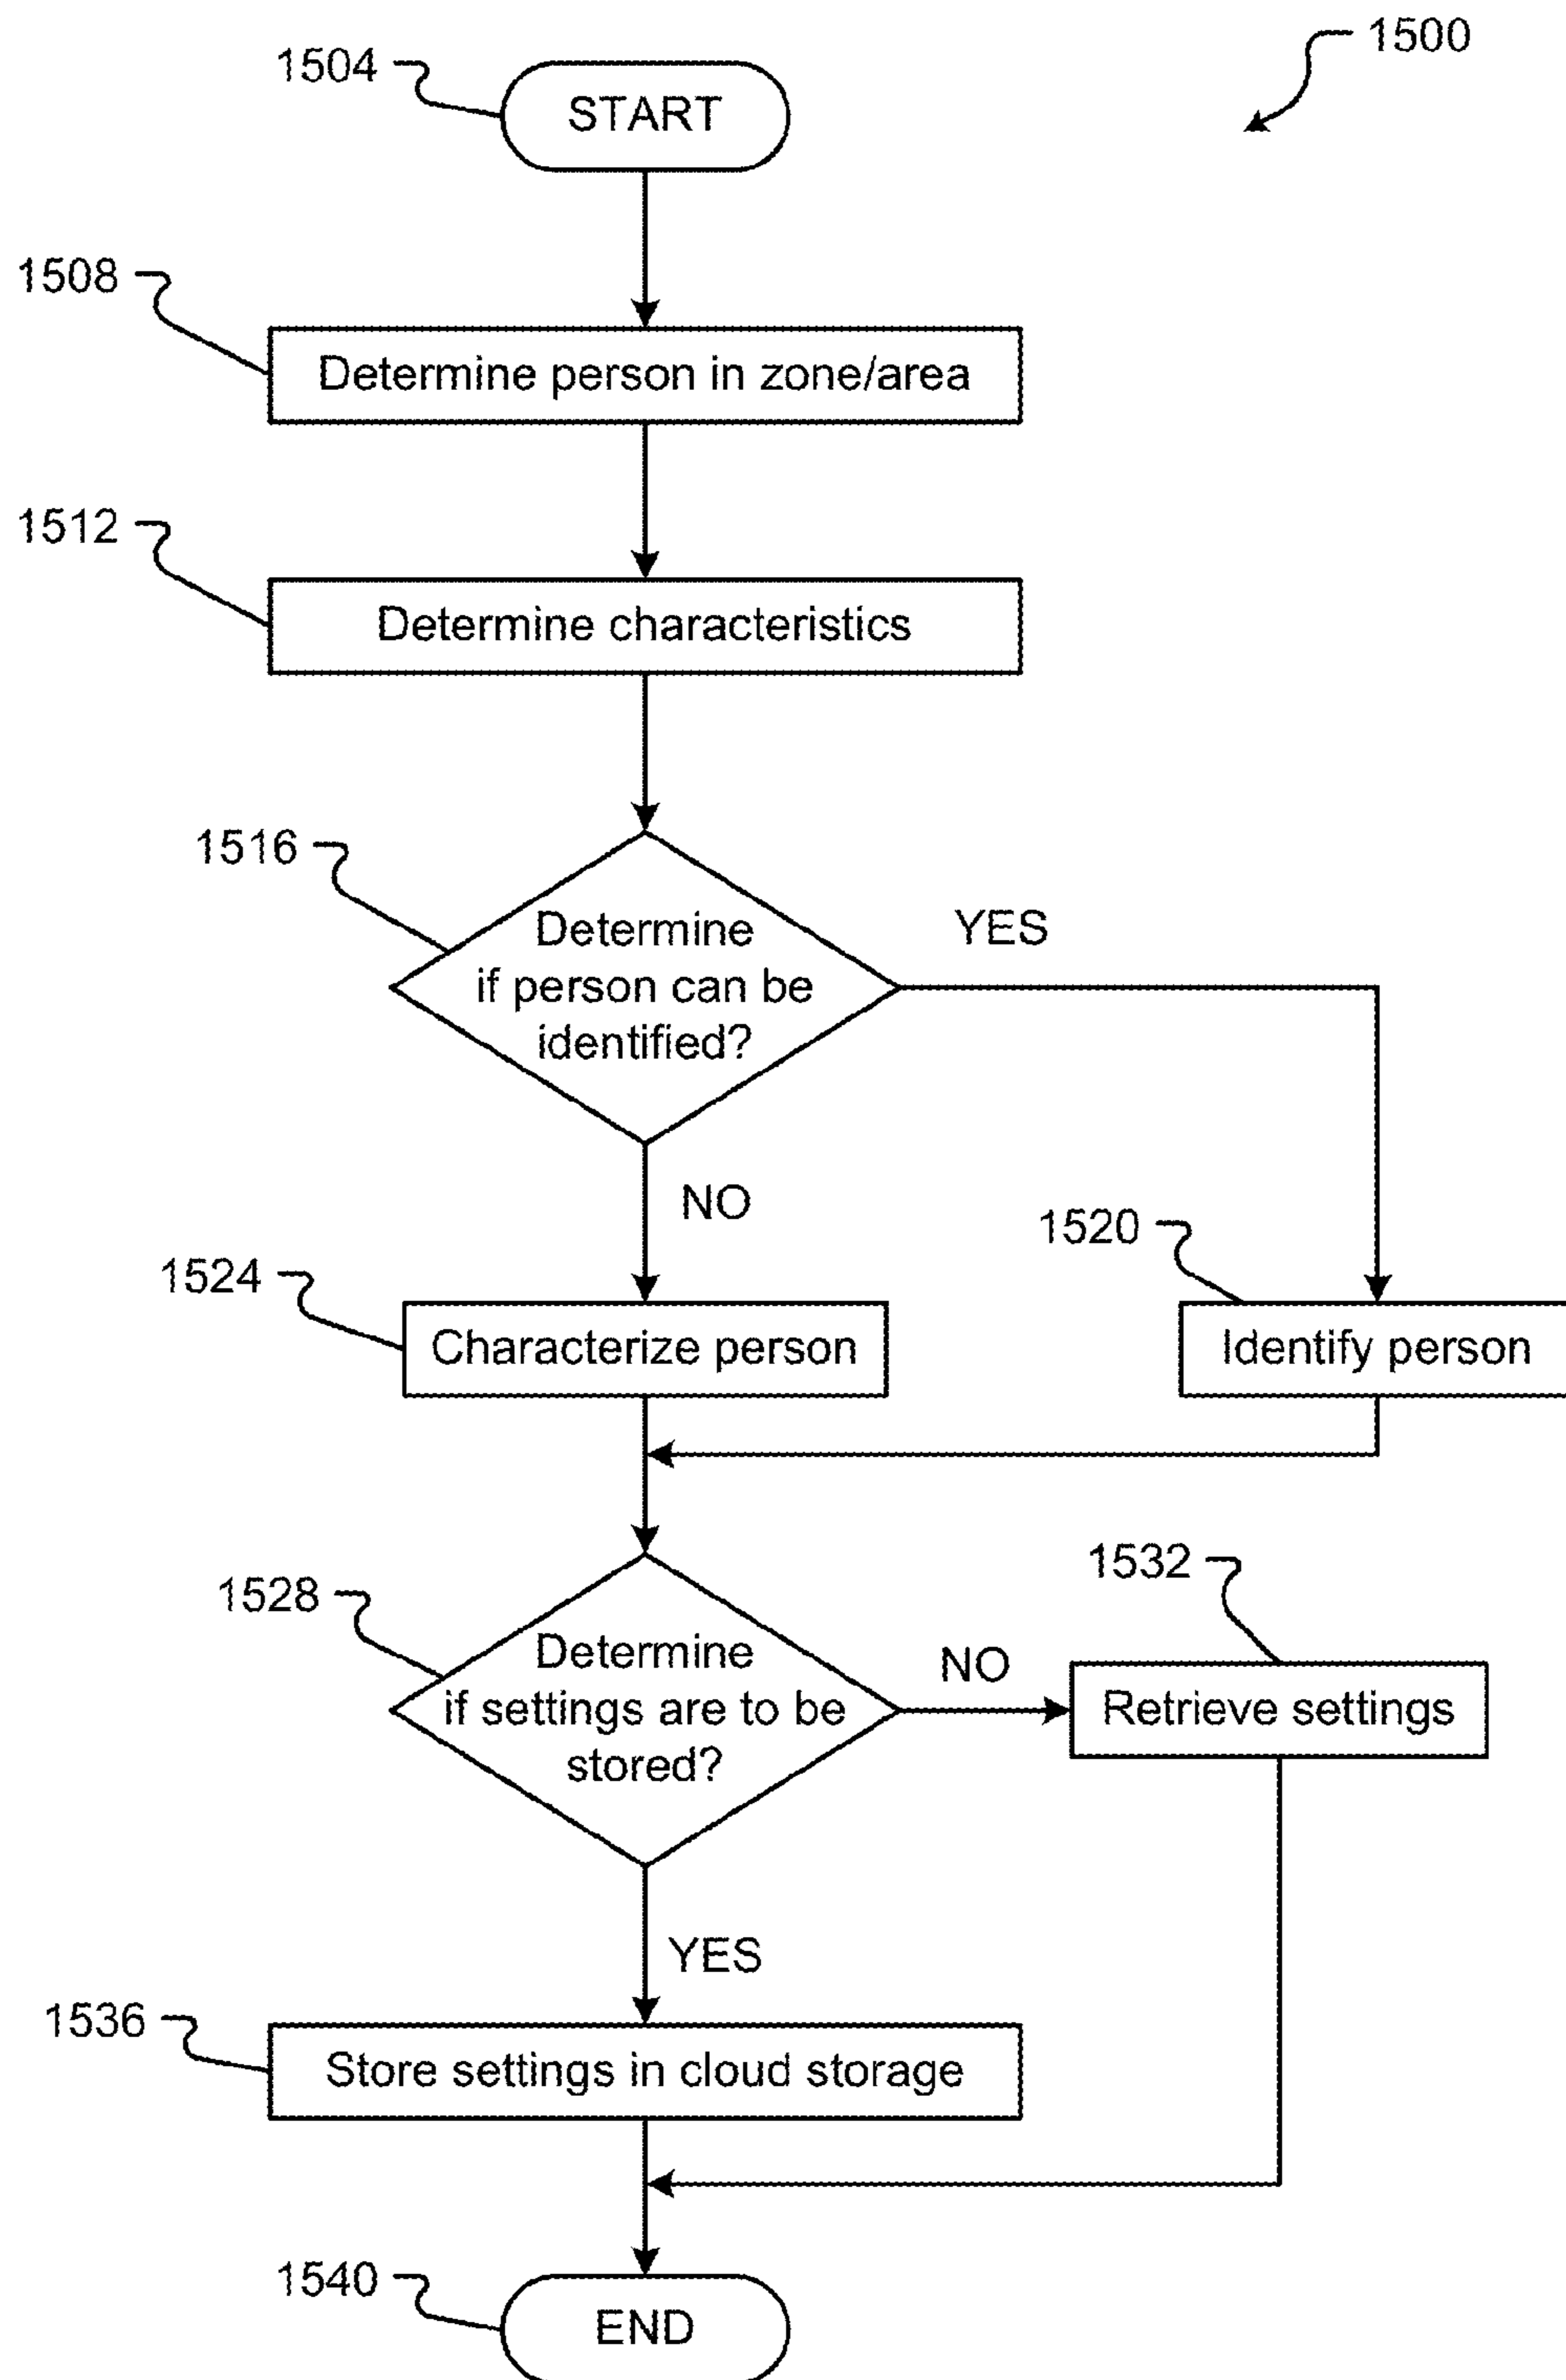 1500
1504
START
1508
Determine person in zone/area
1512
Determine characteristics
1516
Determine
if person can be
identified?
YES
NO
1520
1524
Characterize person
Identify person
1532
1528
Determine
if settings are to be
stored?
NO
Retrieve settings
YES
1536
Store settings in cloud storage
1540
END